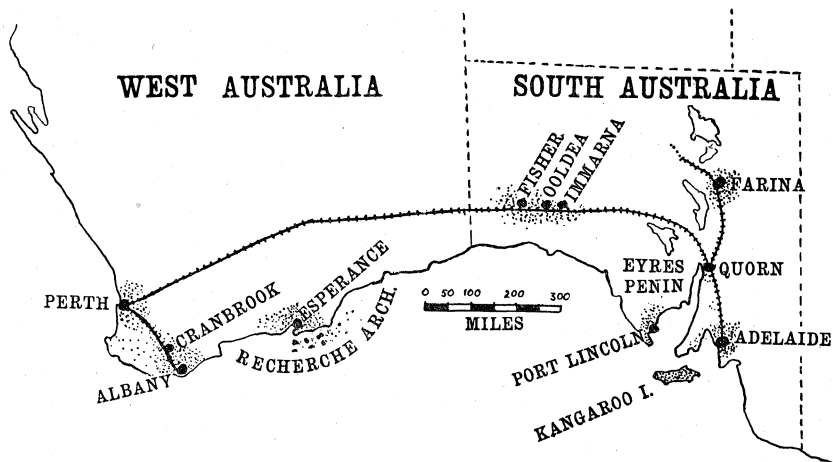 WEST AUSTRALIA
SOUTH AUSTRALIA
FISHER
OOLDEA
IMMARNA
FARINA
EYRES
PENIN
QUORN
PERTH
CRANBROOK
ESPERANCE
RECHERCHE ARCH.
0 50 100 200 300
MILES
ALBANY
PORT LINCOLN
ADELAIDE
KANGAROO I.